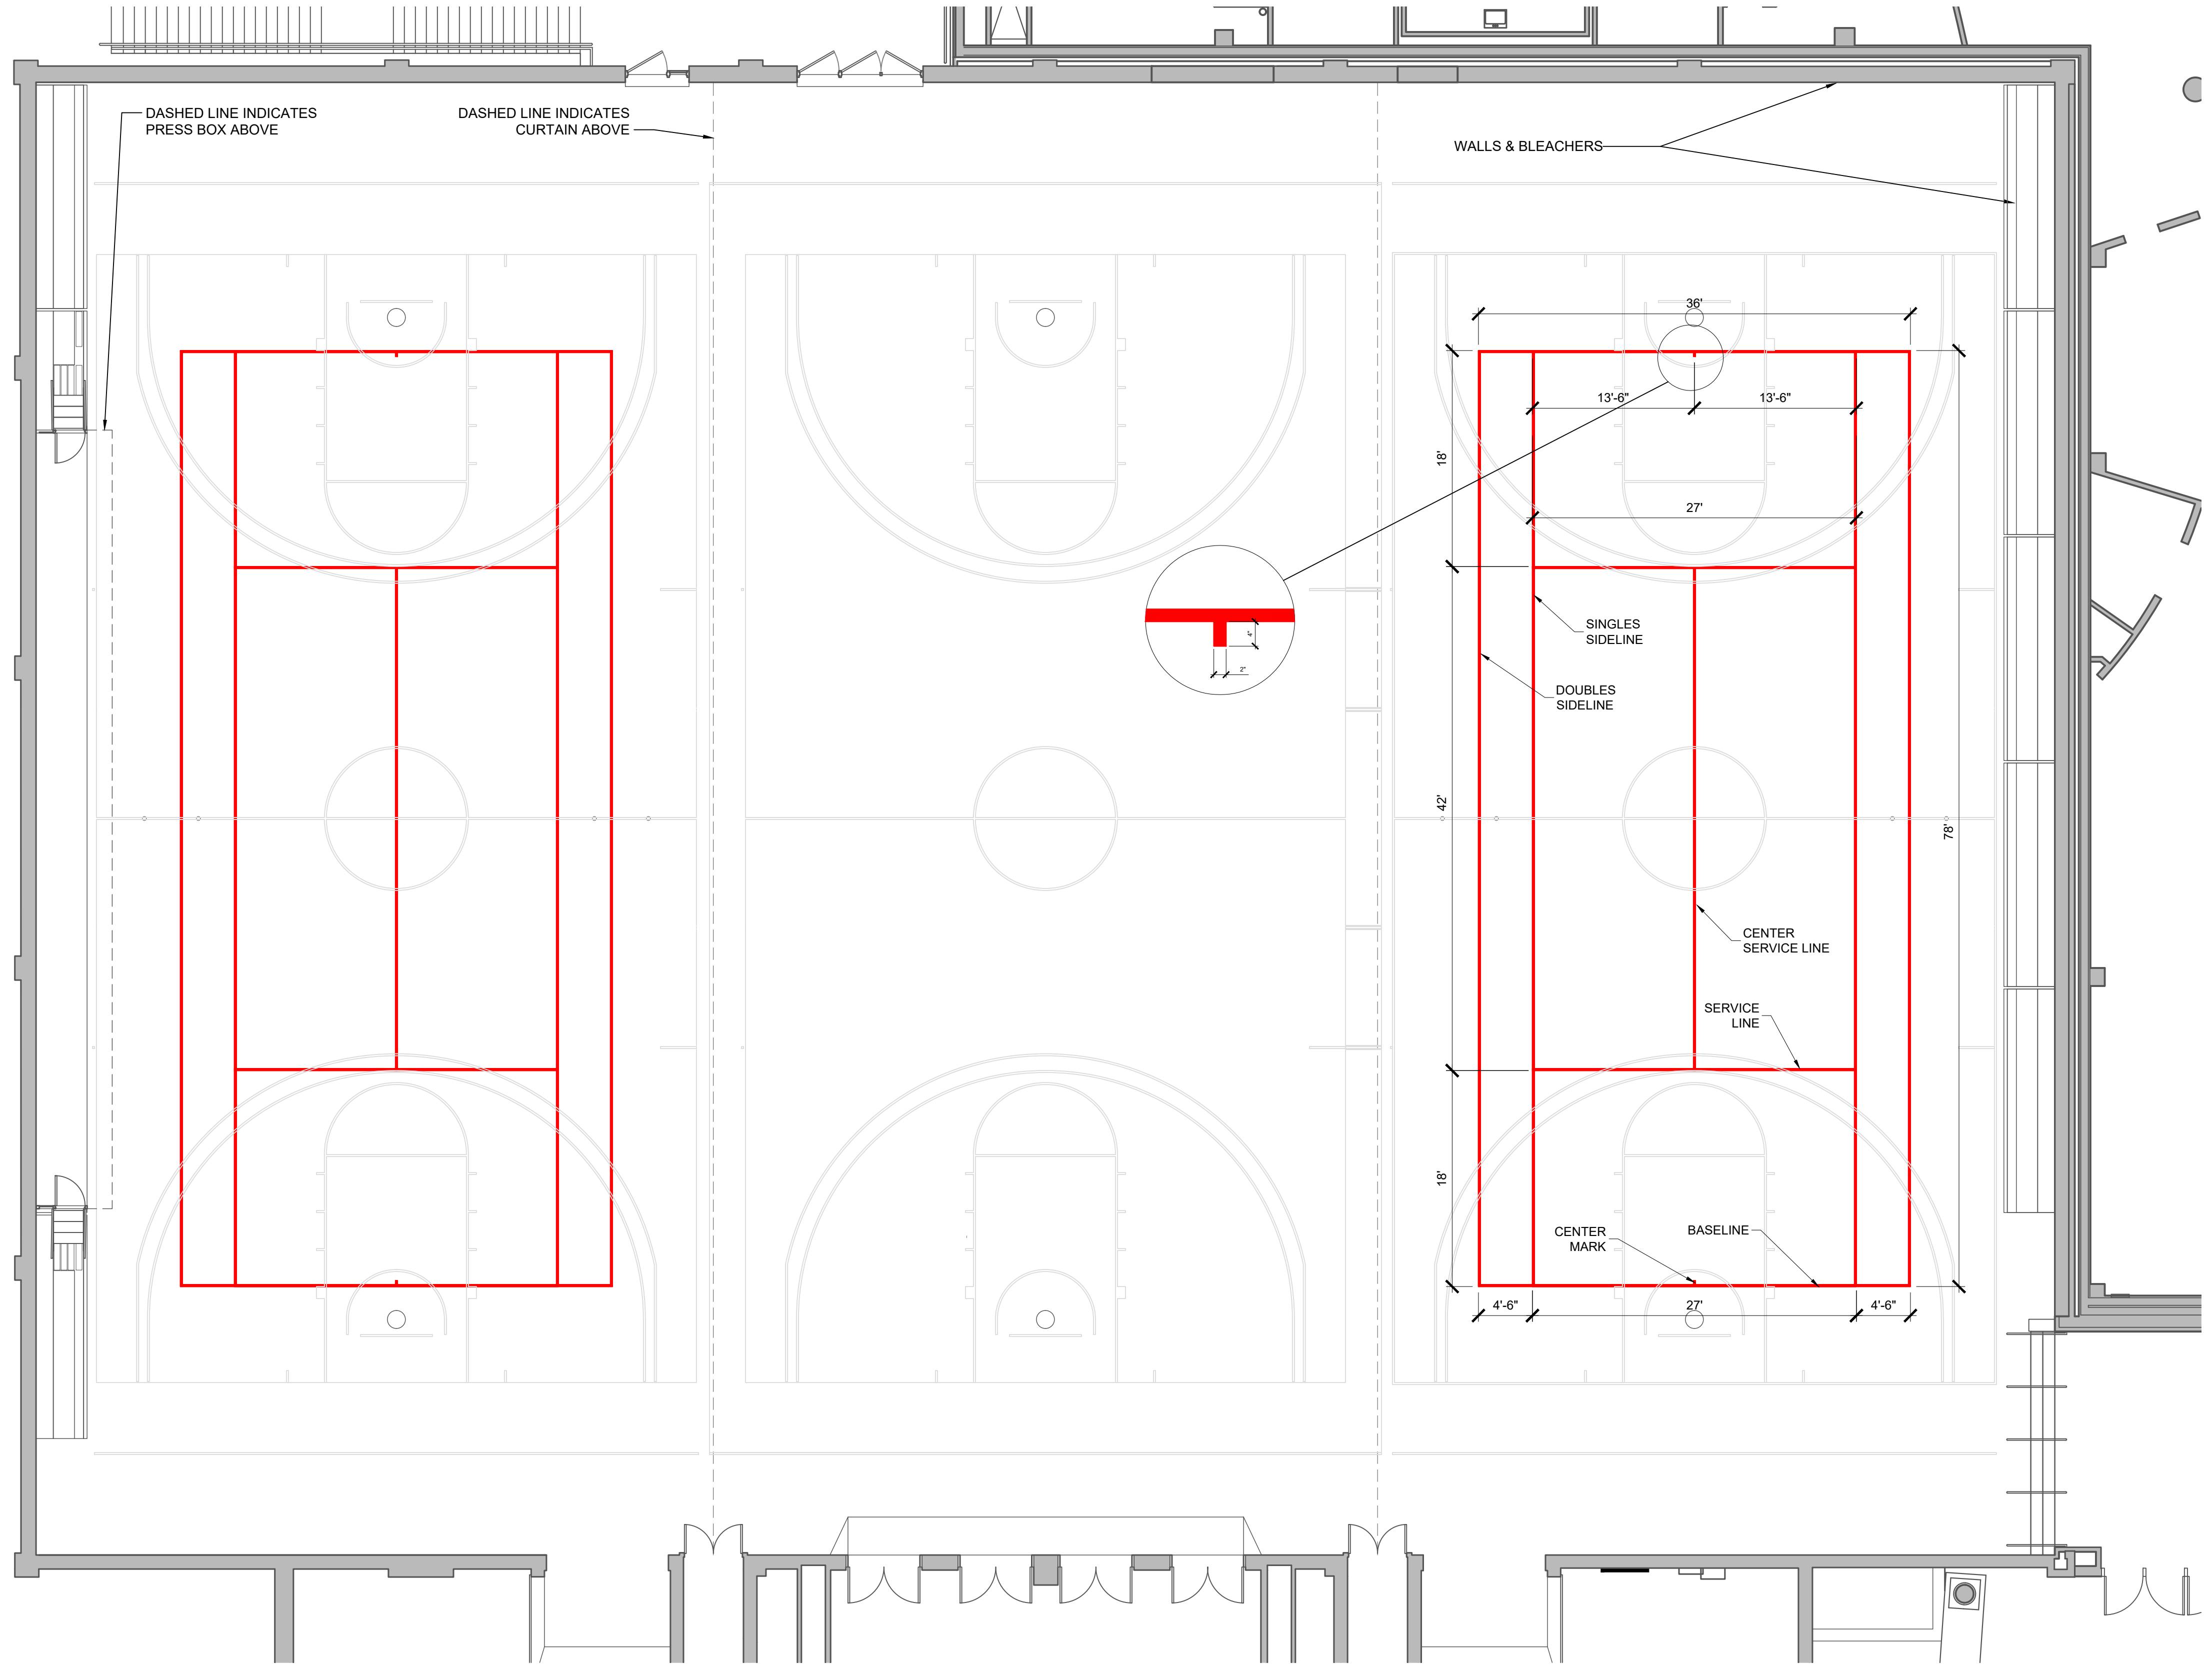 DASHED LINE INDICATES
PRESS BOX ABOVE
DASHED LINE INDICATES
CURTAIN ABOVE
WALLS & BLEACHERS
36'
13'-6"
13'-6"
18'
27'
SINGLES
SIDELINE
4"
2"
DOUBLES
SIDELINE
42'
78'
CENTER
SERVICE LINE
SERVICE
LINE
18'
CENTER
MARK
BASELINE
4'-6"
27'
4'-6"